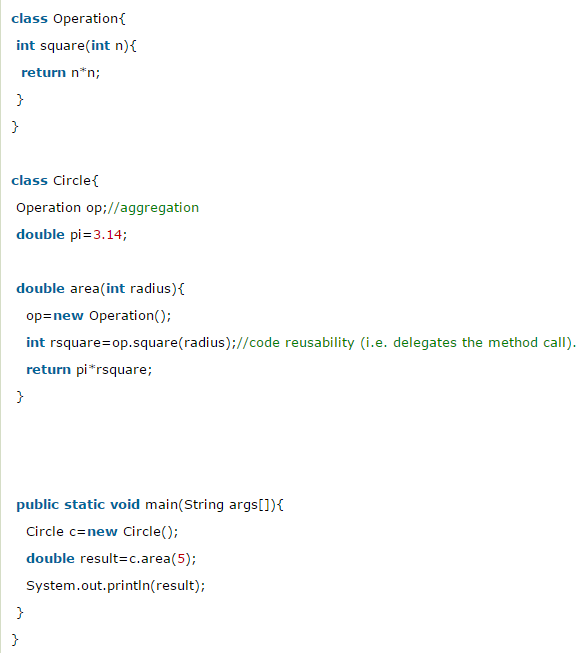 class Operation{
int square(int n){
return n*n;
}
}
class Circle{
Operation op;//aggregation
double pi=3.14;
double area(int radius){
op=new Operation();
int rsquare=op.square(radius);//code reusability (i.e. delegates the method call).
return pi*rsquare;
}
public static void main(String args[]){
Circle c=new Circle();
double result=c.area(5);
System.out.println(result);
}
}